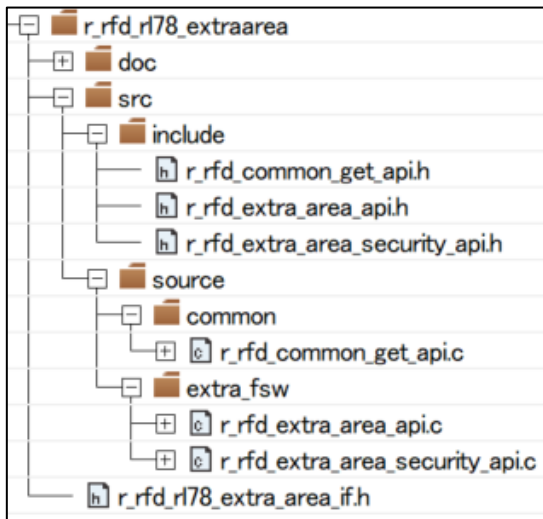 r_rfd_rl78_extraarea
doc
src
include
r_rfd_common_get_api.h
r_rfd_extra_area_api.h
r_rfd_extra_area_security_api.h
source
common
r_rfd_common_get_api.c
extra_fsw
r_rfd_extra_area_api.c
r_rfd_extra_area_security_api.c
r_rfd_rl78_extra_area_if.h